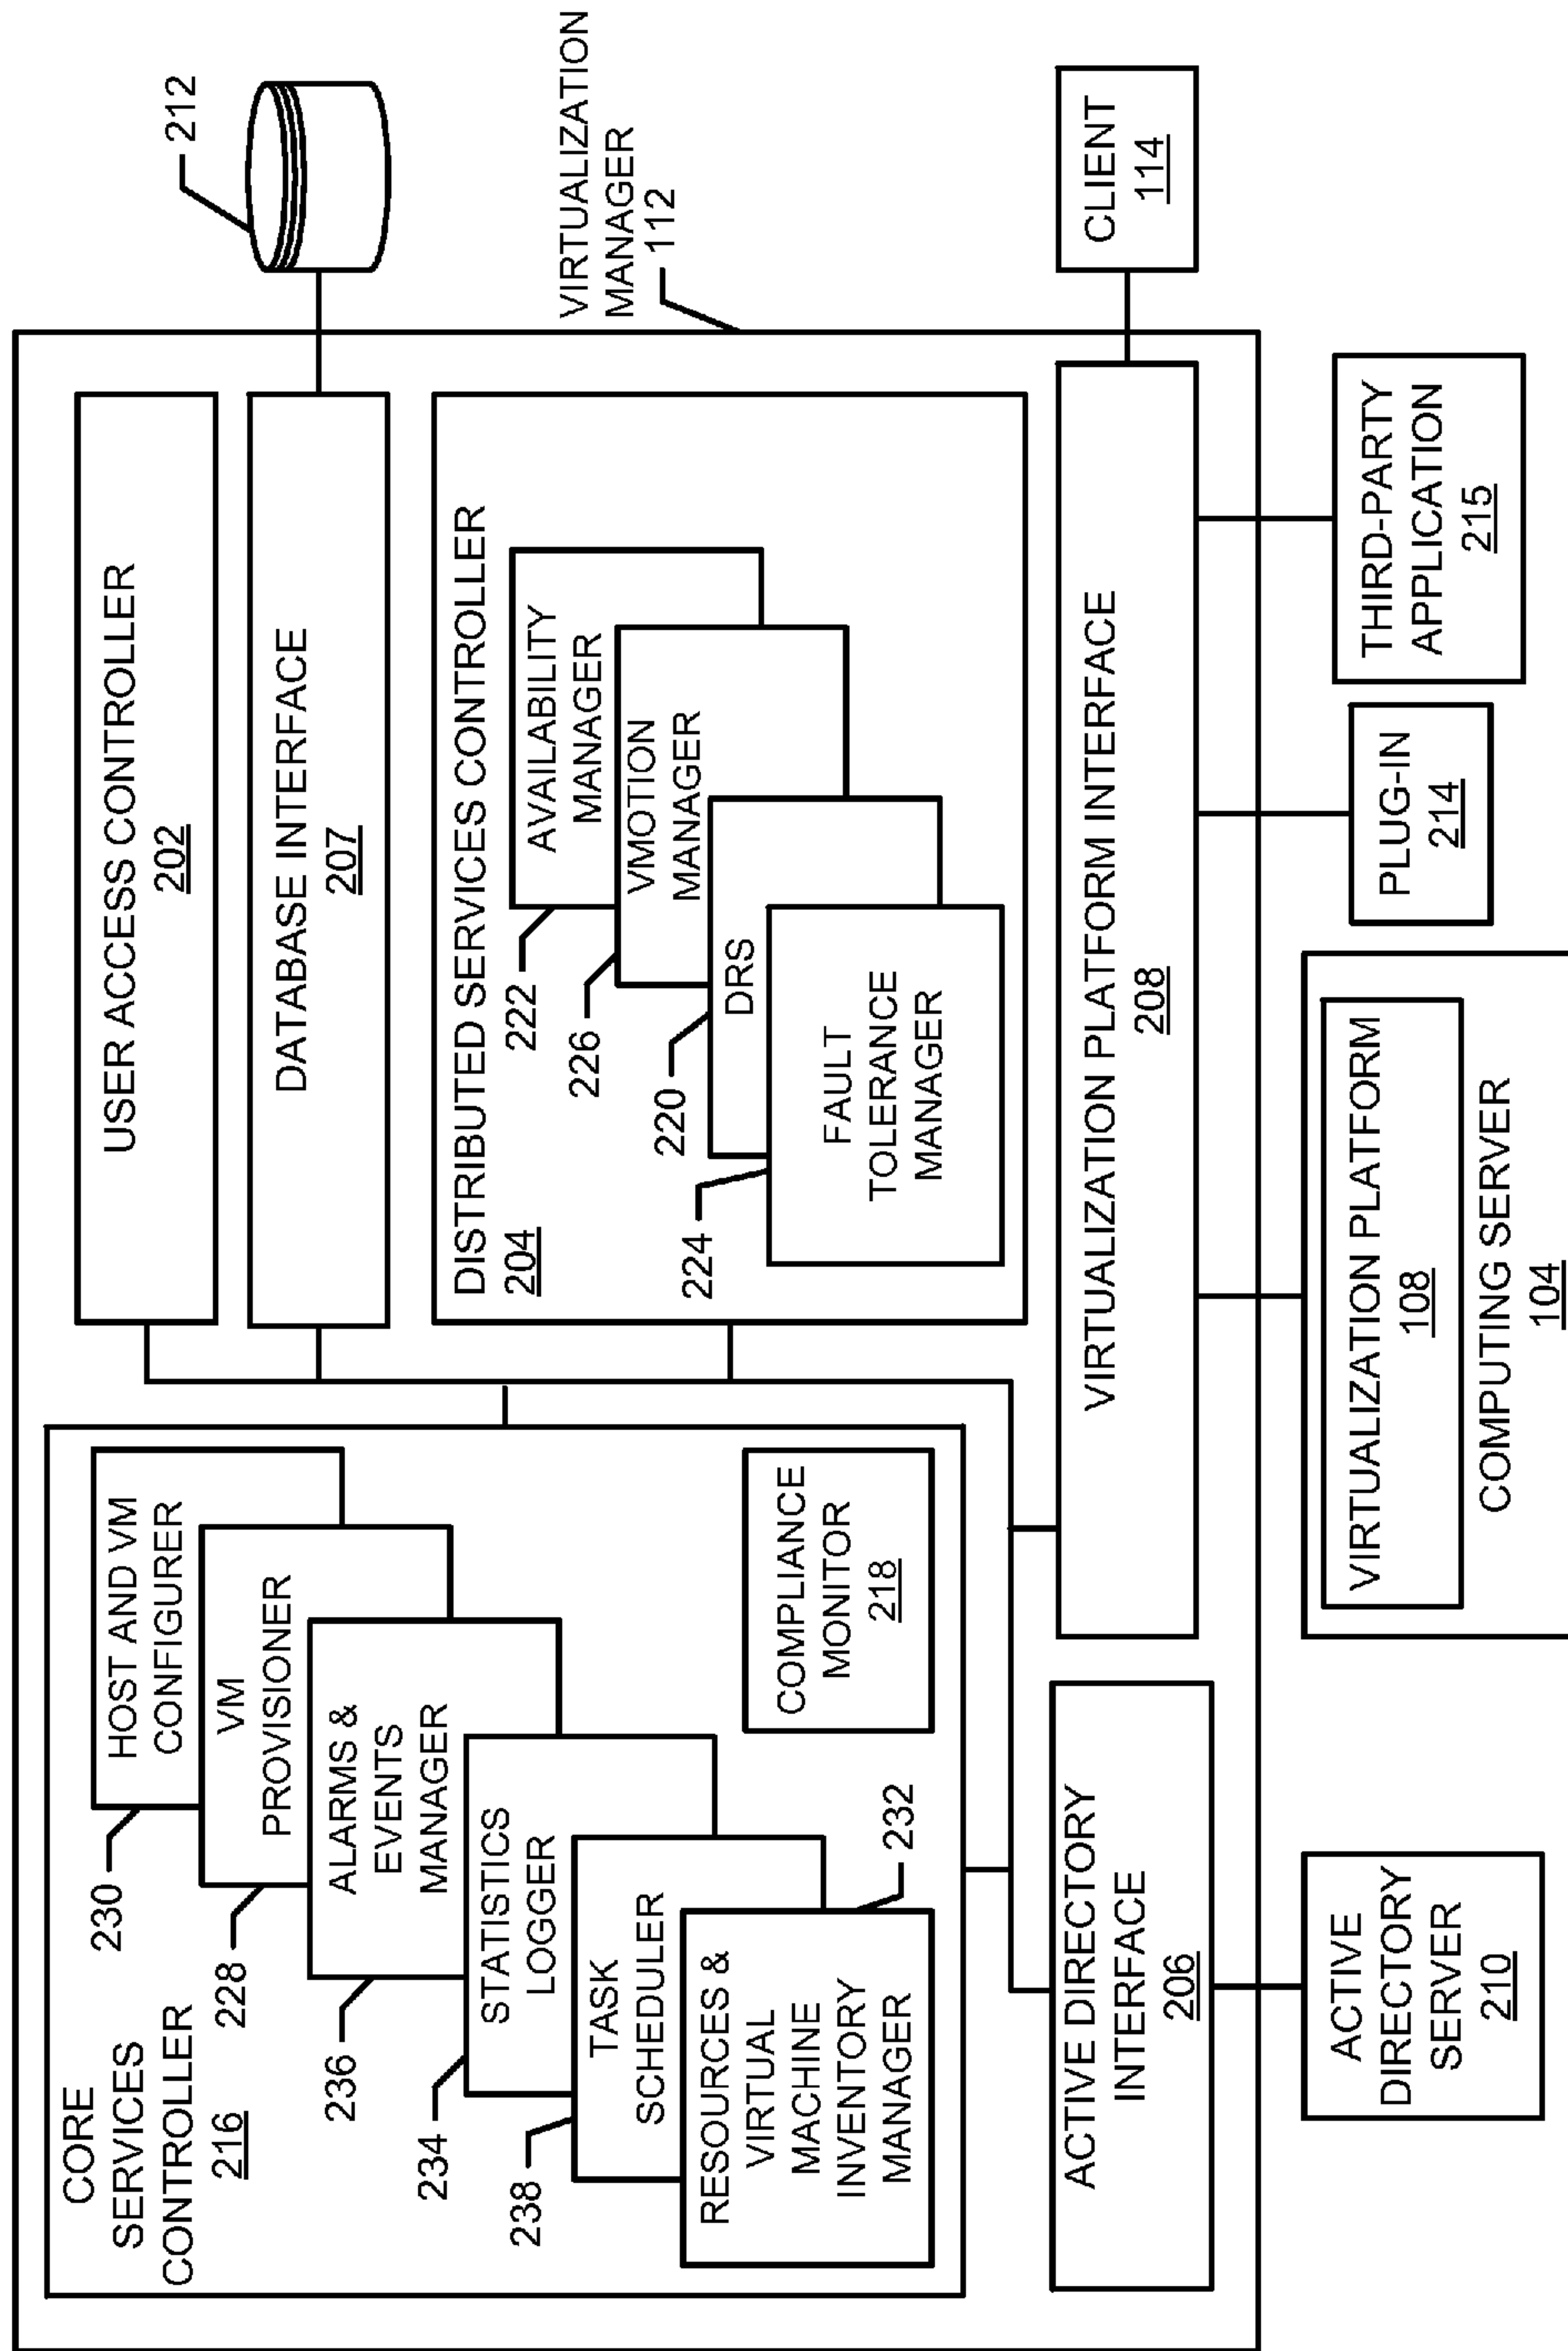 CORE
SERVICES
CONTROLLER
216
230
HOST AND VM
CONFIGURER
228
VM
PROVISIONER
236
ALARMS &
EVENTS
MANAGER
234
STATISTICS
LOGGER
238
TASK
SCHEDULER
RESOURCES &
VIRTUAL
MACHINE
INVENTORY
MANAGER
232
COMPLIANCE
MONITOR
218
USER ACCESS CONTROLLER
202
DATABASE INTERFACE
207
212
VIRTUALIZATION
MANAGER
112
DISTRIBUTED SERVICES CONTROLLER
204
222
AVAILABILITY
MANAGER
226
VMOTION
MANAGER
220
DRS
224
FAULT
TOLERANCE
MANAGER
ACTIVE DIRECTORY
INTERFACE
206
VIRTUALIZATION PLATFORM INTERFACE
208
CLIENT
114
ACTIVE
DIRECTORY
SERVER
210
VIRTUALIZATION PLATFORM
108
COMPUTING SERVER
104
PLUG-IN
214
THIRD-PARTY
APPLICATION
215